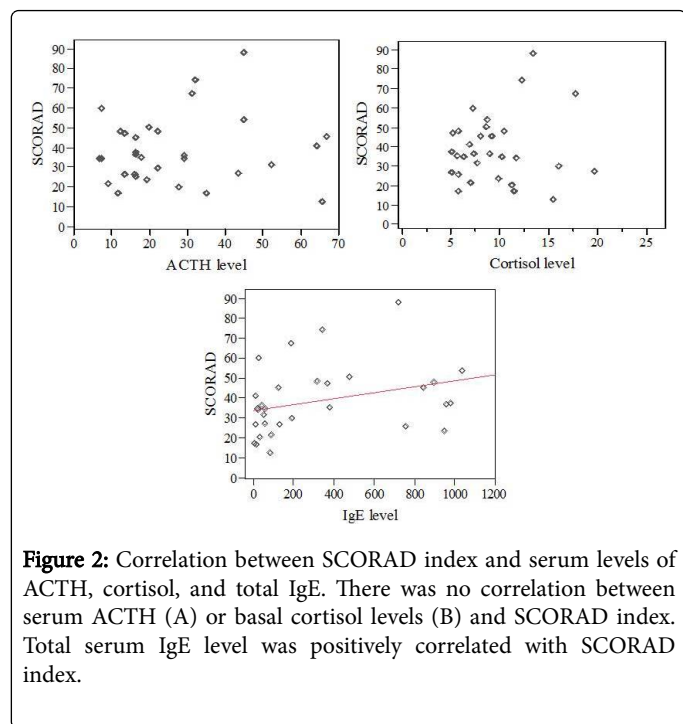 90
80
70
60
50
40
30
20
10
0
SCORAD
0 10 20 30 40 50 60 70
ACTH level
90
80
70
60
50
40
30
20
10
0
SCORAD
0 5 10 15 20 25
Cortisol level
90
80
70
60
50
40
30
20
10
0
SCORAD
0 200 400 600 800 1000 1200
IgE level
Figure 2: Correlation between SCORAD index and serum levels of
ACTH, cortisol, and total IgE. There was no correlation between
serum ACTH (A) or basal cortisol levels (B) and SCORAD index.
Total serum IgE level was positively correlated with SCORAD
index.